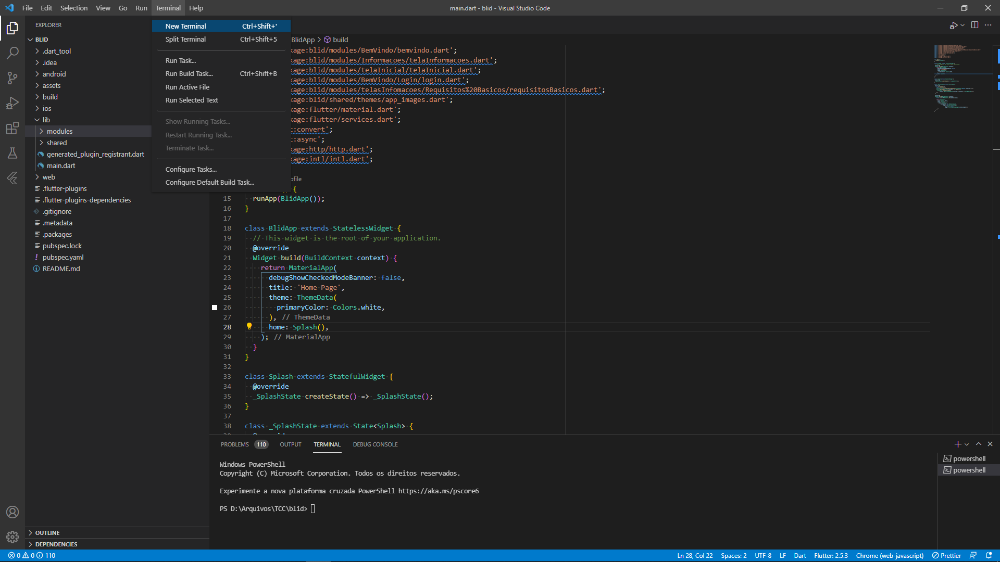 File Edit Selection View Go Run Terminal Help
main.dart - blid - Visual Studio Code
EXPLORER
BLID
.dart_tool
.idea
android
assets
build
ios
lib
modules
shared
generated_plugin_registrant.dart
main.dart
web
.flutter-plugins
.flutter-plugins-dependencies
.gitignore
.metadata
.packages
pubspec.lock
pubspec.yaml
README.md
OUTLINE
DEPENDENCIES
New Terminal Ctrl+Shift+'
Split Terminal Ctrl+Shift+5
Run Task...
Run Build Task... Ctrl+Shift+B
Run Active File
Run Selected Text
Show Running Tasks...
Restart Running Task...
Terminate Task...
Configure Tasks...
Configure Default Build Task...
BlidApp > build
kage:blid/modules/BemVindo/bemvindo.dart';
kage:blid/modules/Informacoes/telaInformacoes.dart';
kage:blid/modules/telaInicial/telaInicial.dart';
kage:blid/modules/BemVindo/Login/login.dart';
kage:blid/modules/telasInfomacoes/Requisitos%20Basicos/requisitosBasicos.dart';
kage:blid/shared/themes/app_images.dart';
kage:flutter/material.dart';
kage:flutter/services.dart';
t:convert';
t:async';
kage:http/http.dart';
kage:intl/intl.dart';
ofile
{
15 runApp(BlidApp());
16 }
17
18 class BlidApp extends StatelessWidget {
19 // This widget is the root of your application.
20 @override
21 Widget build(BuildContext context) {
22 return MaterialApp(
23 debugShowCheckedModeBanner: false,
24 title: 'Home Page',
25 theme: ThemeData(
26 primaryColor: Colors.white,
27 ), // ThemeData
28 home: Splash(),
29 ); // MaterialApp
30 }
31 }
32
33 class Splash extends StatefulWidget {
34 @override
35 _SplashState createState() => _SplashState();
36 }
37
38 class _SplashState extends State<Splash> {
PROBLEMS 110 OUTPUT TERMINAL DEBUG CONSOLE
Windows PowerShell
Copyright (C) Microsoft Corporation. Todos os direitos reservados.
Experimente a nova plataforma cruzada PowerShell https://aka.ms/pscore6
PS D:\Arquivos\TCC\blid>
powershell
powershell
0 0 110
Ln 28, Col 22 Spaces: 2 UTF-8 LF Dart Flutter: 2.5.3 Chrome (web-javascript) Prettier